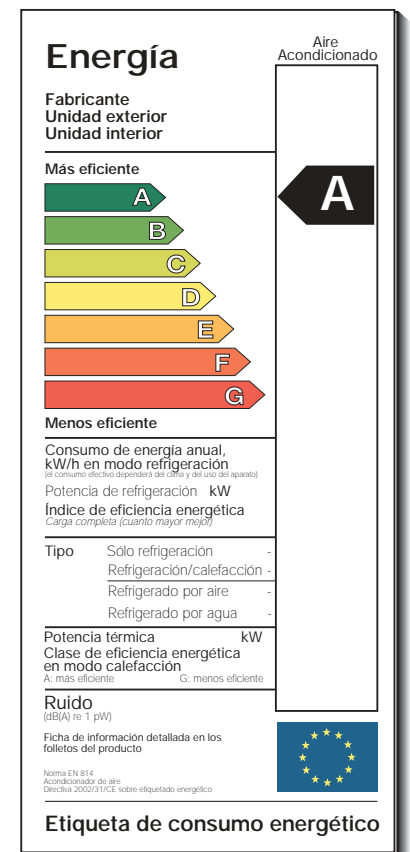 Energía
Aire
Acondicionado
Fabricante
Unidad exterior
Unidad interior
Más eficiente
A
A
B
C
D
E
F
G
Menos eficiente
Consumo de energía anual,
kW/h en modo refrigeración
(el consumo efectivo dependerá del clima y del uso del aparato)
Potencia de refrigeración kW
Índice de eficiencia energética
Carga completa (cuanto mayor mejor)
Tipo Sólo refrigeración -
Refrigeración/calefacción -
Refrigerado por aire -
Refrigerado por agua -
Potencia térmica kW
Clase de eficiencia energética
en modo calefacción
A: más eficiente G: menos eficiente
Ruido
(dB(A) re 1 pW)
Ficha de información detallada en los
folletos del producto
Norma EN 814
Acondicionador de aire
Directiva 2002/31/CE sobre etiquetado energético
Etiqueta de consumo energético